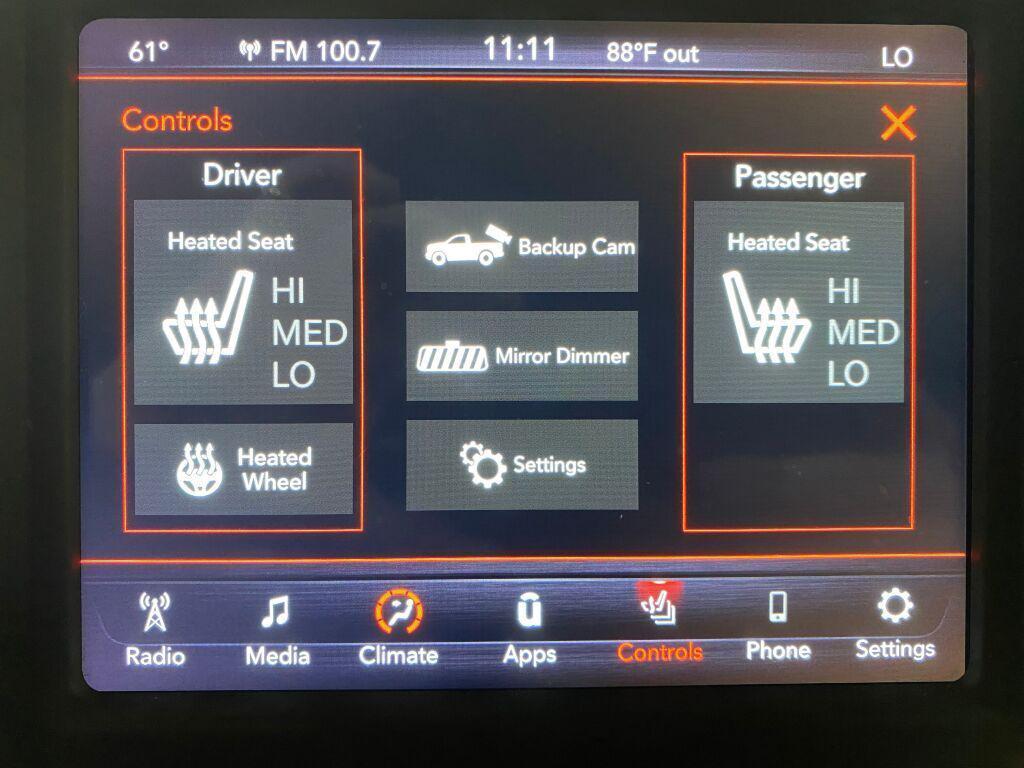 61° FM 100.7 11:11 88°F out LO
Controls
Driver
Heated Seat
HI
MED
LO
Heated
Wheel
Backup Cam
Mirror Dimmer
Settings
Passenger
Heated Seat
HI
MED
LO
Radio Media Climate Apps Controls Phone Settings